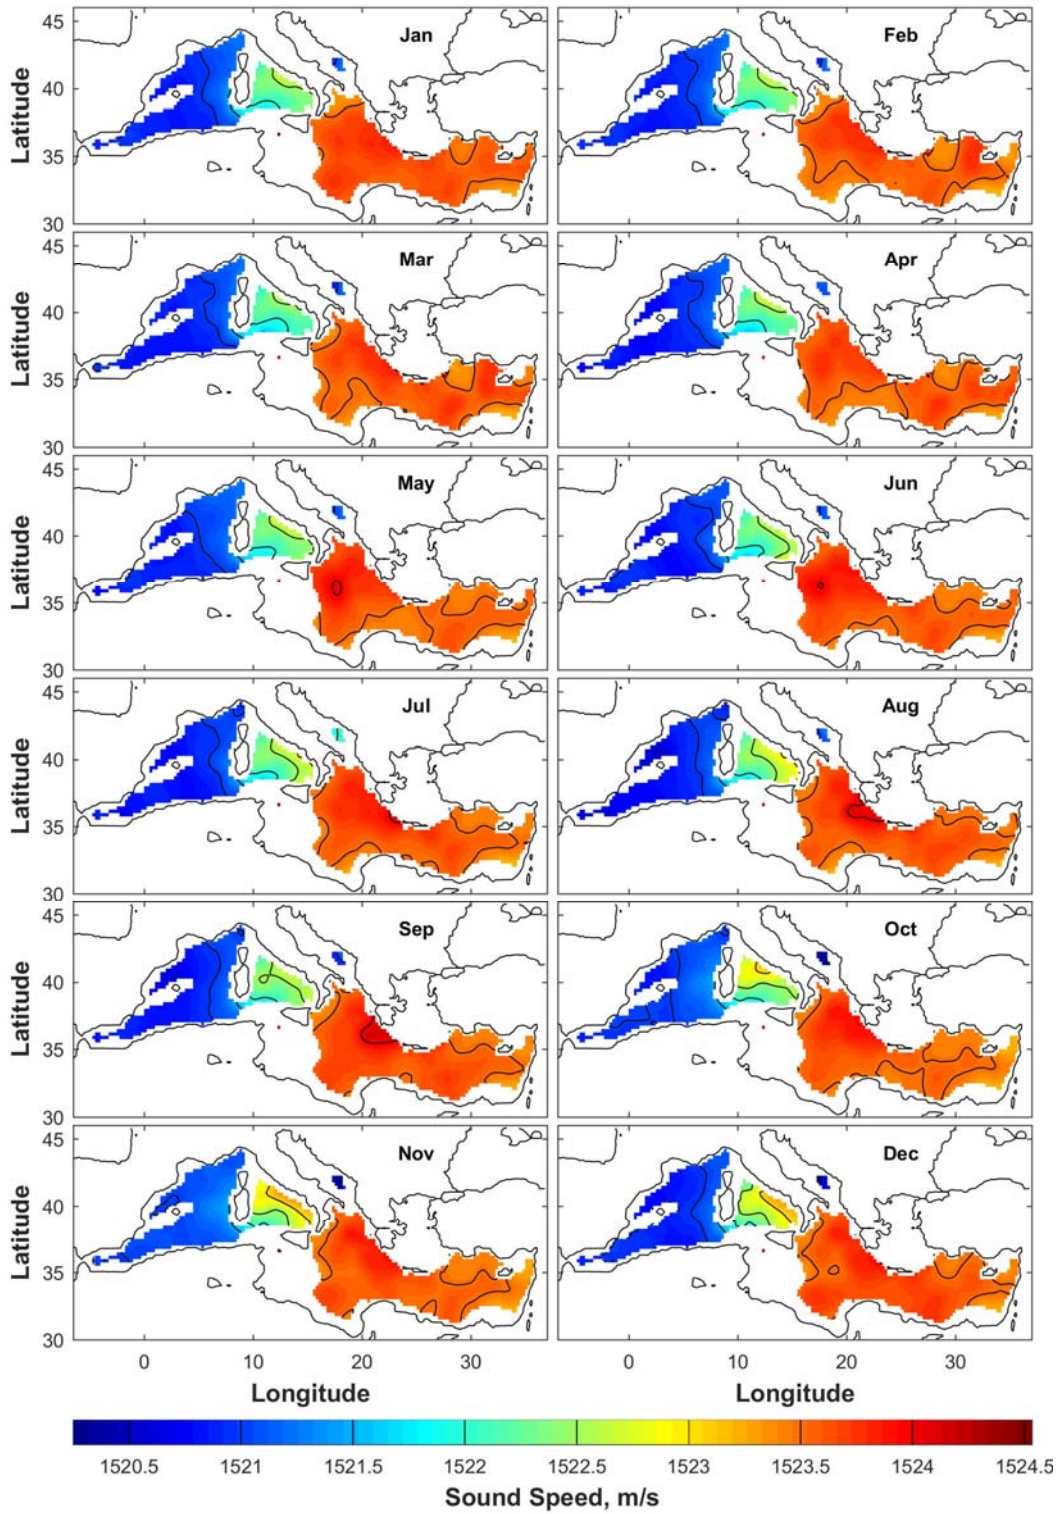 45
40
35
30
Latitude
Jan
Feb
45
40
35
30
Latitude
Mar
Apr
45
40
35
30
Latitude
May
Jun
45
40
35
30
Latitude
Jul
Aug
45
40
35
30
Latitude
Sep
Oct
45
40
35
30
Latitude
Nov
Dec
0 10 20 30 0 10 20 30
Longitude Longitude
1520.5 1521 1521.5 1522 1522.5 1523 1523.5 1524 1524.5
Sound Speed, m/s